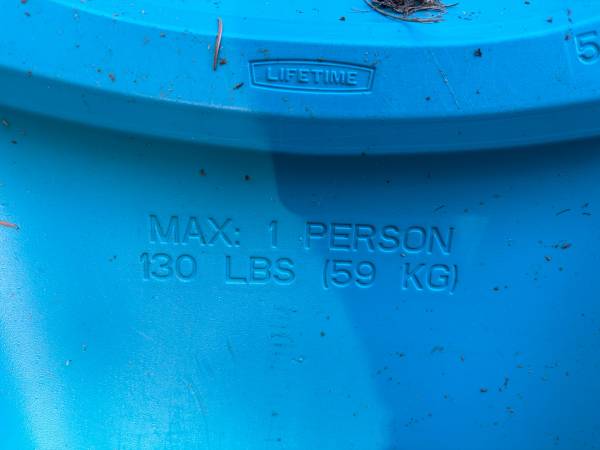 LIFETIME
MAX: 1 PERSON
130 LBS (59 KG)